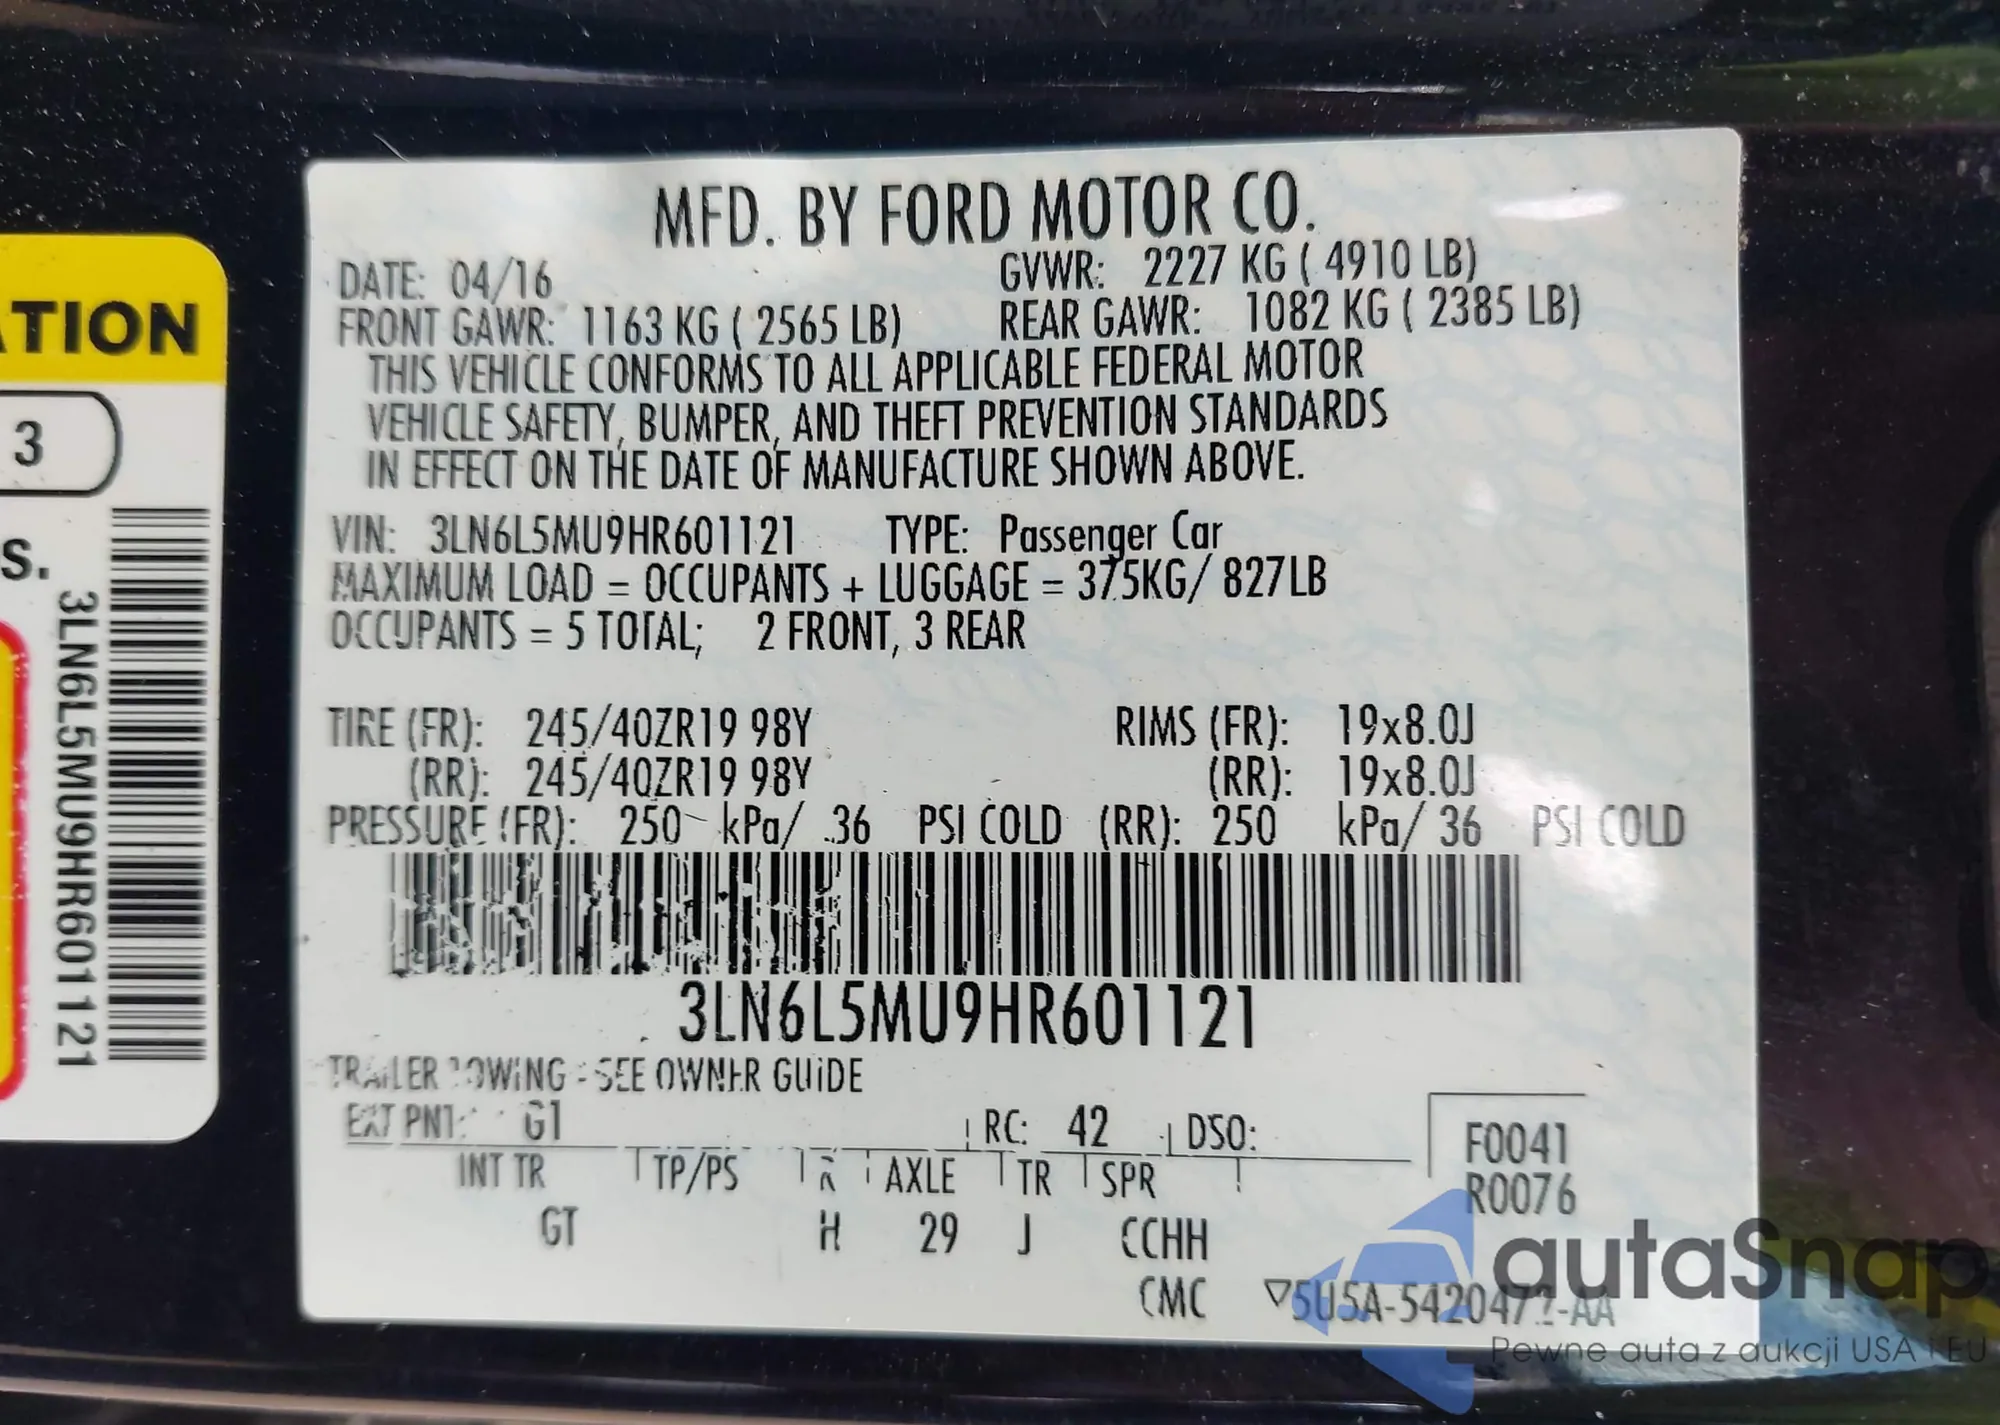 MFD. BY FORD MOTOR CO.
DATE: 04/16 GVWR: 2227 KG ( 4910 LB)
FRONT GAWR: 1163 KG ( 2565 LB) REAR GAWR: 1082 KG ( 2385 LB)
THIS VEHICLE CONFORMS TO ALL APPLICABLE FEDERAL MOTOR
VEHICLE SAFETY, BUMPER, AND THEFT PREVENTION STANDARDS
IN EFFECT ON THE DATE OF MANUFACTURE SHOWN ABOVE.
VIN: 3LN6L5MU9HR601121 TYPE: Passenger Car
MAXIMUM LOAD = OCCUPANTS + LUGGAGE = 375KG/ 827LB
OCCUPANTS = 5 TOTAL; 2 FRONT, 3 REAR
TIRE (FR): 245/40ZR19 98Y RIMS (FR): 19x8.0J
(RR): 245/40ZR19 98Y (RR): 19x8.0J
PRESSURE (FR): 250 kPa/ 36 PSI COLD (RR): 250 kPa/ 36 PSI COLD
3LN6L5MU9HR601121
TRAILER TOWING - SEE OWNER GUIDE
EXT PNT: G1 RC: 42 DSO:
INT TR TP/PS R AXLE TR SPR
GT H 29 J CCHH
CMC
F0041
R0076
TION
3
S.
3LN6L5MU9HR601121
autaSnap
Pewne auta z aukcji USA i EU